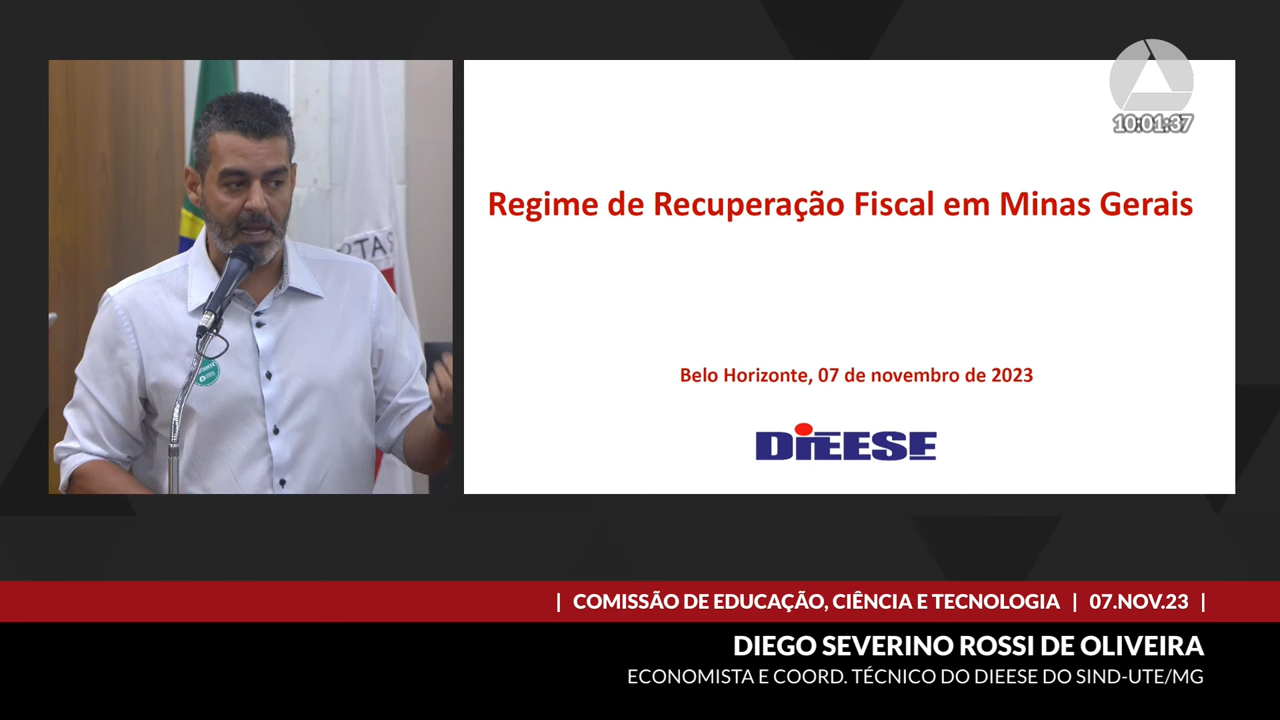 10:01:37
Regime de Recuperação Fiscal em Minas Gerais
Belo Horizonte, 07 de novembro de 2023
DIEESE
| COMISSÃO DE EDUCAÇÃO, CIÊNCIA E TECNOLOGIA | 07.NOV.23 |
DIEGO SEVERINO ROSSI DE OLIVEIRA
ECONOMISTA E COORD. TÉCNICO DO DIEESE DO SIND-UTE/MG